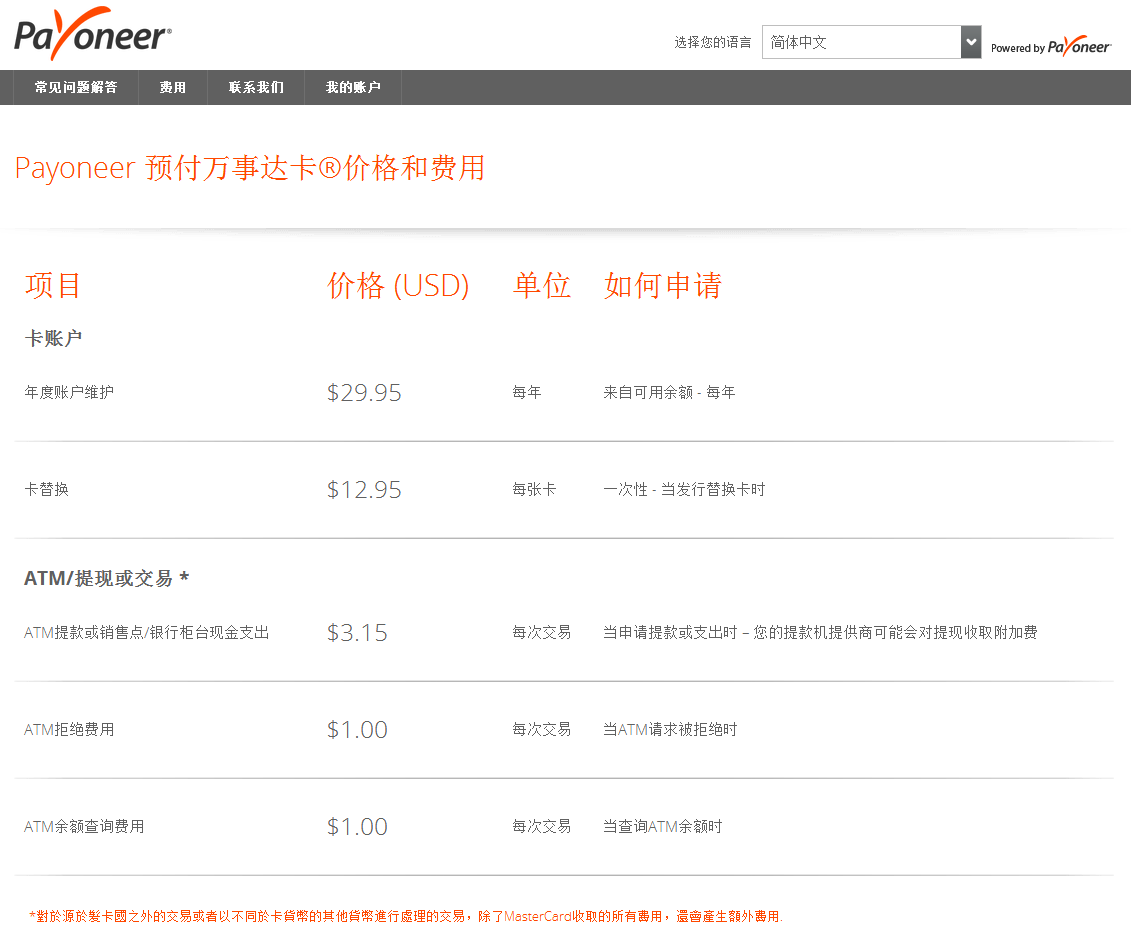 Payoneer®
选择您的语言 简体中文 Powered by Payoneer
常见问题解答 费用 联系我们 我的账户
Payoneer 预付万事达卡®价格和费用
项目 价格 (USD) 单位 如何申请
卡账户
年度账户维护 $29.95 每年 来自可用余额 - 每年
卡替换 $12.95 每张卡 一次性 - 当发行替换卡时
ATM/提现或交易 *
ATM提款或销售点/银行柜台现金支出 $3.15 每次交易 当申请提款或支出时 – 您的提款机提供商可能会对提现收取附加费
ATM拒绝费用 $1.00 每次交易 当ATM请求被拒绝时
ATM余额查询费用 $1.00 每次交易 当查询ATM余额时
*對於源於髮卡國之外的交易或者以不同於卡貨幣的其他貨幣進行處理的交易，除了MasterCard收取的所有費用，還會產生額外費用.